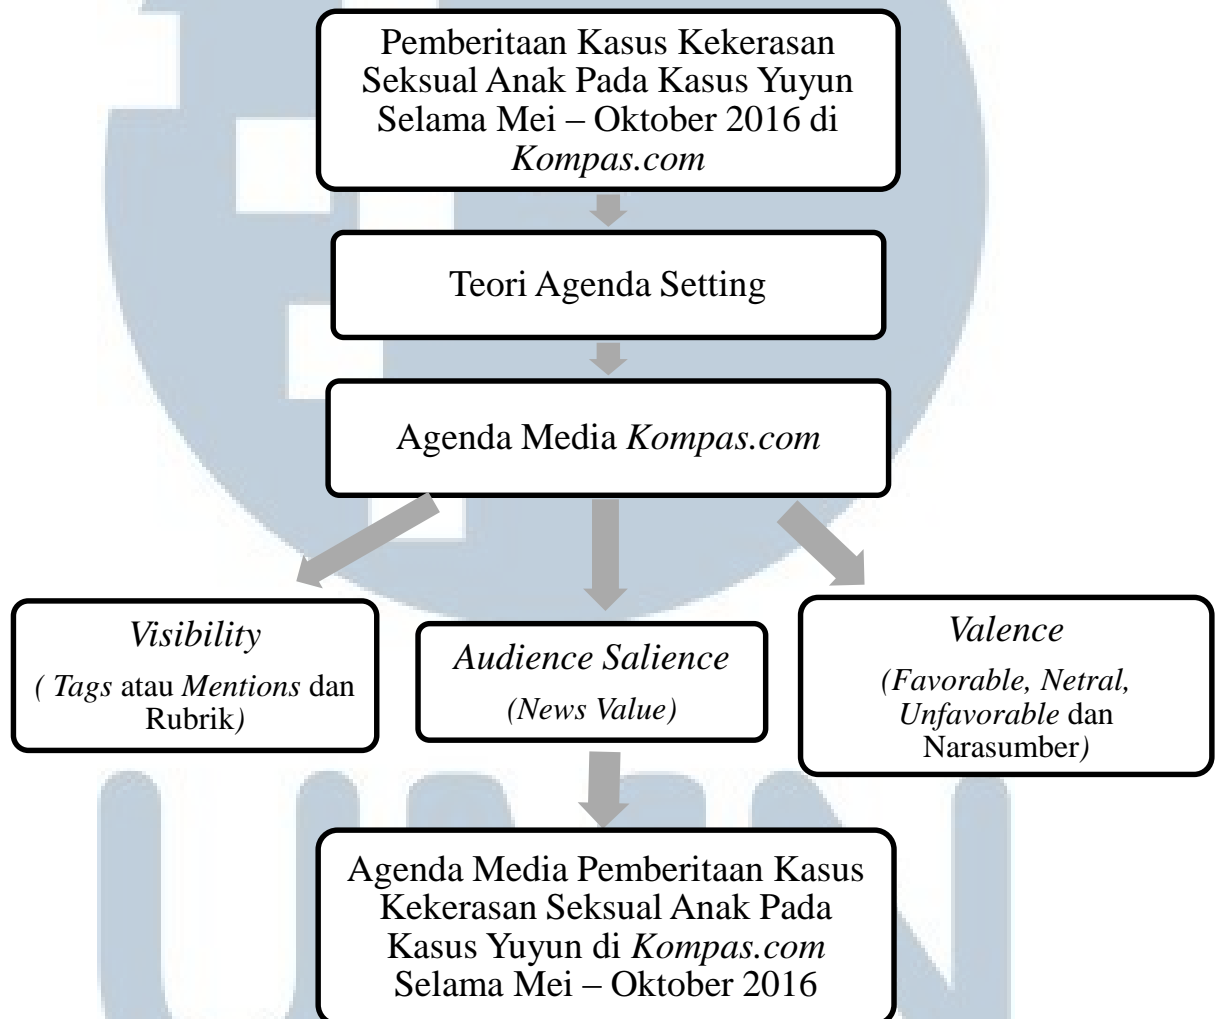 Pemberitaan Kasus Kekerasan
Seksual Anak Pada Kasus Yuyun
Selama Mei – Oktober 2016 di
Kompas.com
Teori Agenda Setting
Agenda Media Kompas.com
Visibility
( Tags atau Mentions dan
Rubrik)
Audience Salience
(News Value)
Valence
(Favorable, Netral,
Unfavorable dan
Narasumber)
Agenda Media Pemberitaan Kasus
Kekerasan Seksual Anak Pada
Kasus Yuyun di Kompas.com
Selama Mei – Oktober 2016
UMN